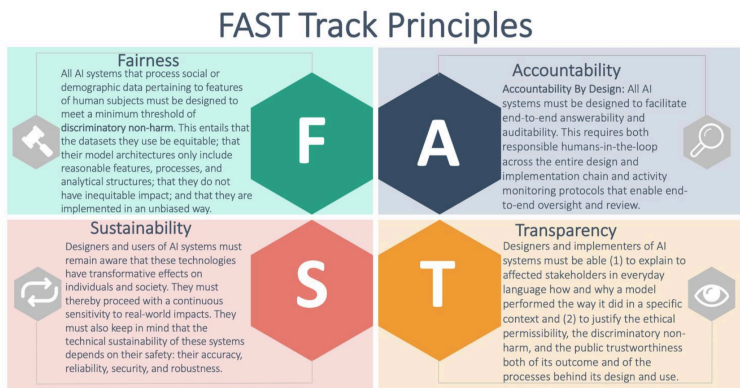 FAST Track Principles
Fairness
All AI systems that process social or
demographic data pertaining to features
of human subjects must be designed to
meet a minimum threshold of
discriminatory non-harm. This entails that
the datasets they use be equitable; that
their model architectures only include
reasonable features, processes, and
analytical structures; that they do not
have inequitable impact; and that they are
implemented in an unbiased way.
F
A
Accountability
Accountability By Design: All AI
systems must be designed to facilitate
end-to-end answerability and
auditability. This requires both
responsible humans-in-the-loop
across the entire design and
implementation chain and activity
monitoring protocols that enable end-
to-end oversight and review.
Sustainability
Designers and users of AI systems must
remain aware that these technologies
have transformative effects on
individuals and society. They must
thereby proceed with a continuous
sensitivity to real-world impacts. They
must also keep in mind that the
technical sustainability of these systems
depends on their safety: their accuracy,
reliability, security, and robustness.
S
T
Transparency
Designers and implementers of AI
systems must be able (1) to explain to
affected stakeholders in everyday
language how and why a model
performed the way it did in a specific
context and (2) to justify the ethical
permissibility, the discriminatory non-
harm, and the public trustworthiness
both of its outcome and of the
processes behind its design and use.